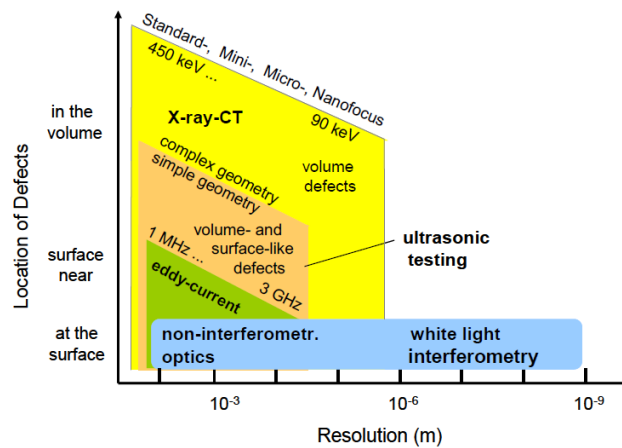 Standard-, Mini-, Micro-, Nanofocus
450 keV ...
90 keV
X-ray-CT
in the
volume
complex geometry
simple geometry
volume
defects
volume- and
surface-like
defects
ultrasonic
testing
1 MHz ...
3 GHz
eddy-current
surface
near
at the
surface
non-interferometr.
optics
white light
interferometry
Location of Defects
10-3
10-6
10-9
Resolution (m)